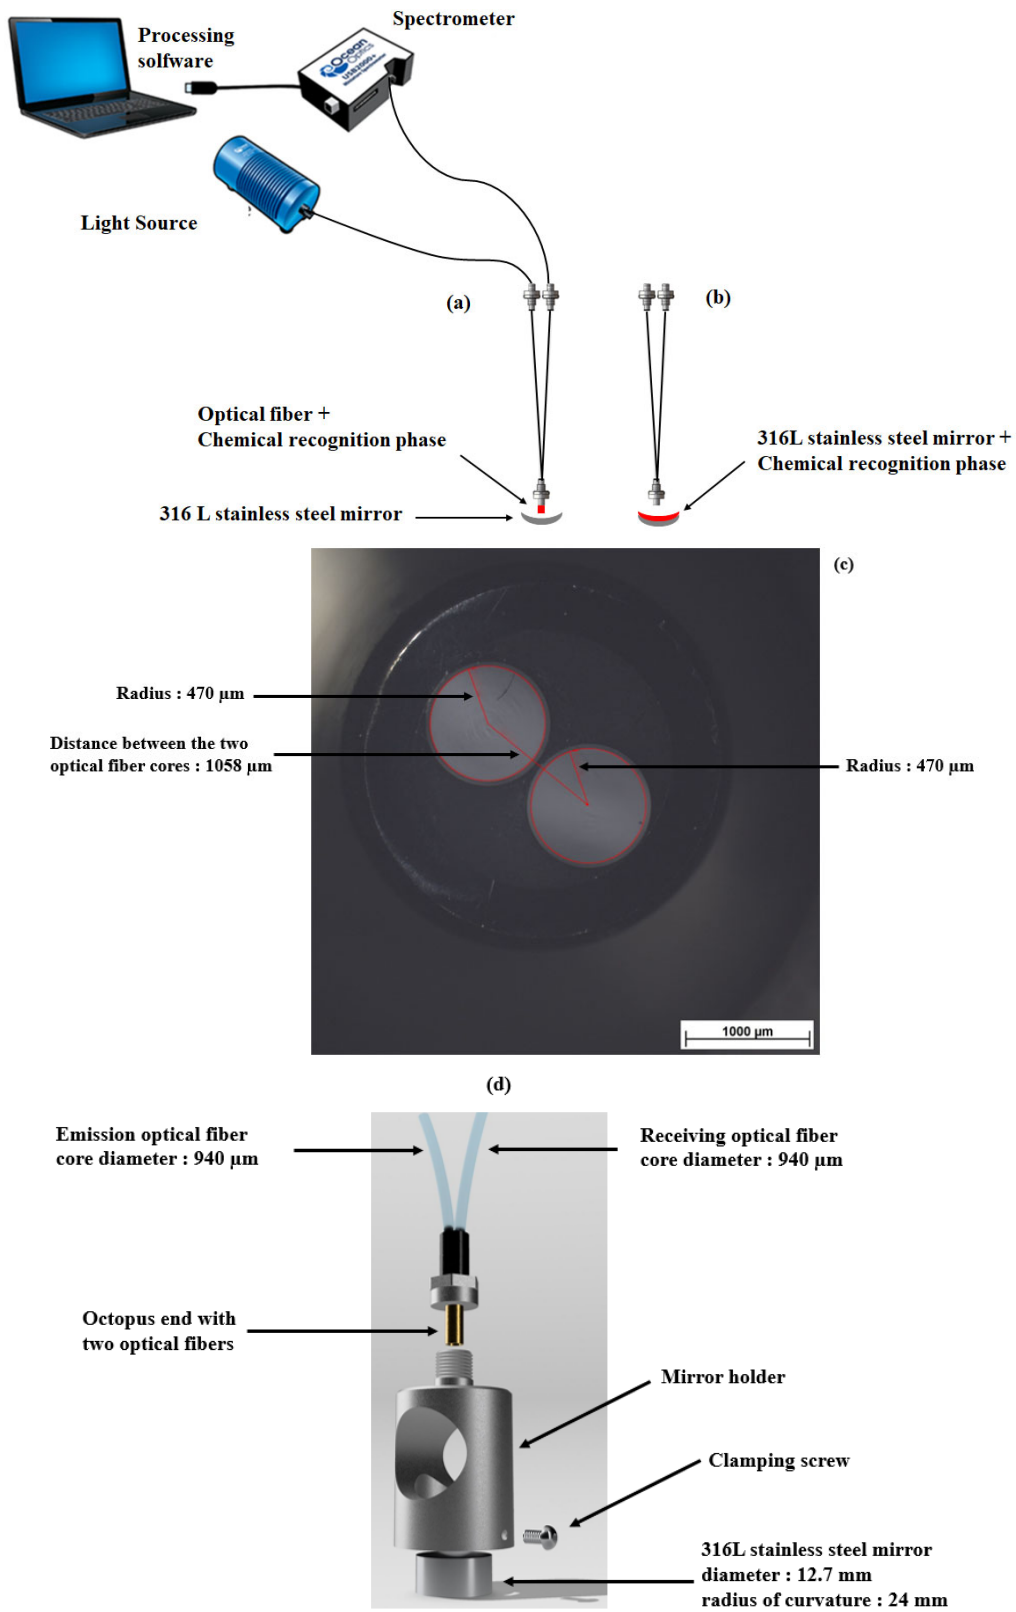 Spectrometer
Processing
solfware
Ocean
Optics
USB2000+
Light Source
(a)
(b)
Optical fiber +
Chemical recognition phase
316L stainless steel mirror +
Chemical recognition phase
316 L stainless steel mirror
(c)
Radius : 470 µm
Distance between the two
optical fiber cores : 1058 µm
Radius : 470 µm
1000 µm
(d)
Emission optical fiber
core diameter : 940 µm
Receiving optical fiber
core diameter : 940 µm
Octopus end with
two optical fibers
Mirror holder
Clamping screw
316L stainless steel mirror
diameter : 12.7 mm
radius of curvature : 24 mm